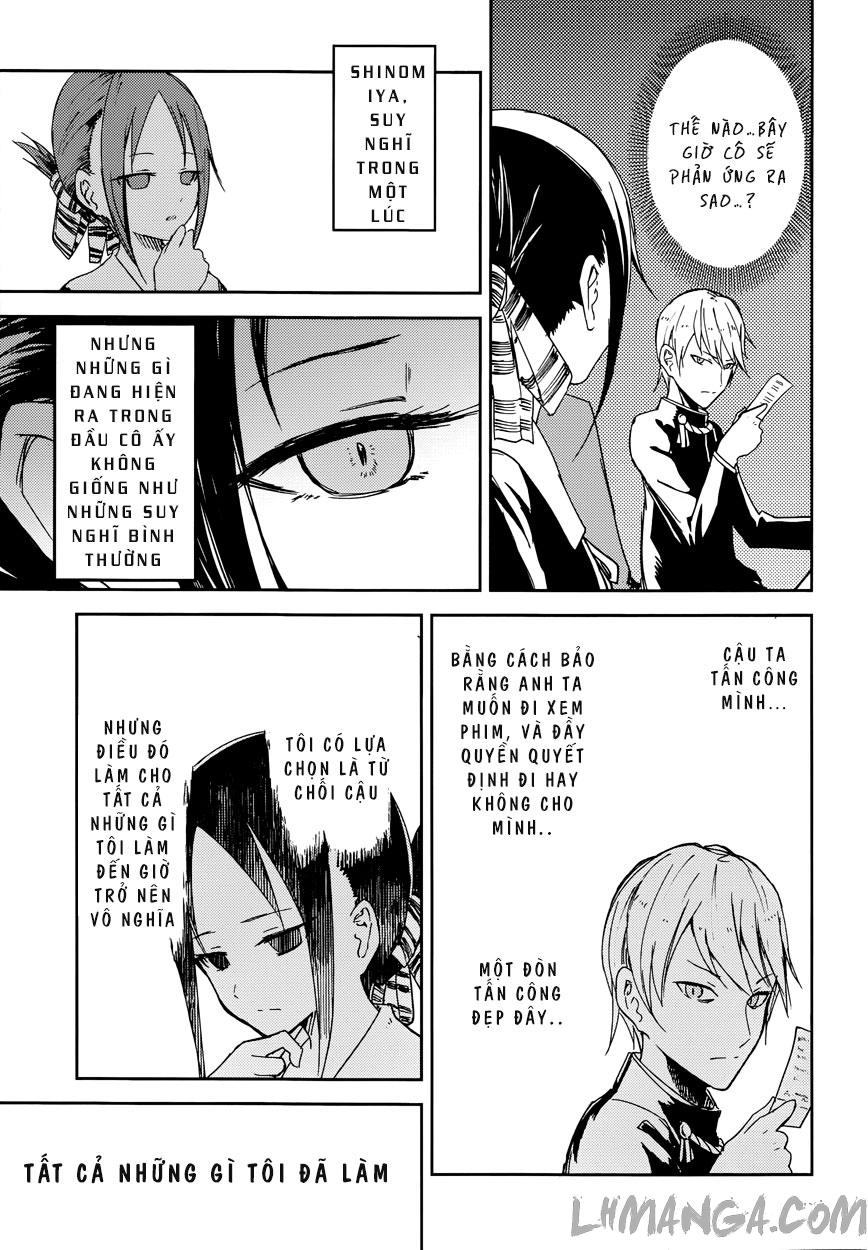 THẾ NÀO...BÂY
GIỜ CÔ SẼ
PHẢN ỨNG RA
SAO...?
SHINOM
IYA,
SUY
NGHĨ
TRONG
MỘT
LÚC
NHƯNG
NHỮNG GÌ
ĐANG HIỆN
RA TRONG
ĐẦU CÔ ẤY
KHÔNG
GIỐNG NHƯ
NHỮNG SUY
NGHĨ BÌNH
THƯỜNG
CẬU TA
TẤN CÔNG
MÌNH...
BẰNG CÁCH BẢO
RẰNG ANH TA
MUỐN ĐI XEM
PHIM, VÀ ĐẨY
QUYỀN QUYẾT
ĐỊNH ĐI HAY
KHÔNG CHO
MÌNH..
MỘT ĐÒN
TẤN CÔNG
ĐẸP ĐẤY..
TÔI CÓ LỰA
CHỌN LÀ TỪ
CHỐI CẬU
NHƯNG
ĐIỀU ĐÓ
LÀM CHO
TẤT CẢ
NHỮNG GÌ
TÔI LÀM
ĐẾN GIỜ
TRỞ NÊN
VÔ NGHĨA
TẤT CẢ NHỮNG GÌ TÔI ĐÃ LÀM
LHMANGA.COM